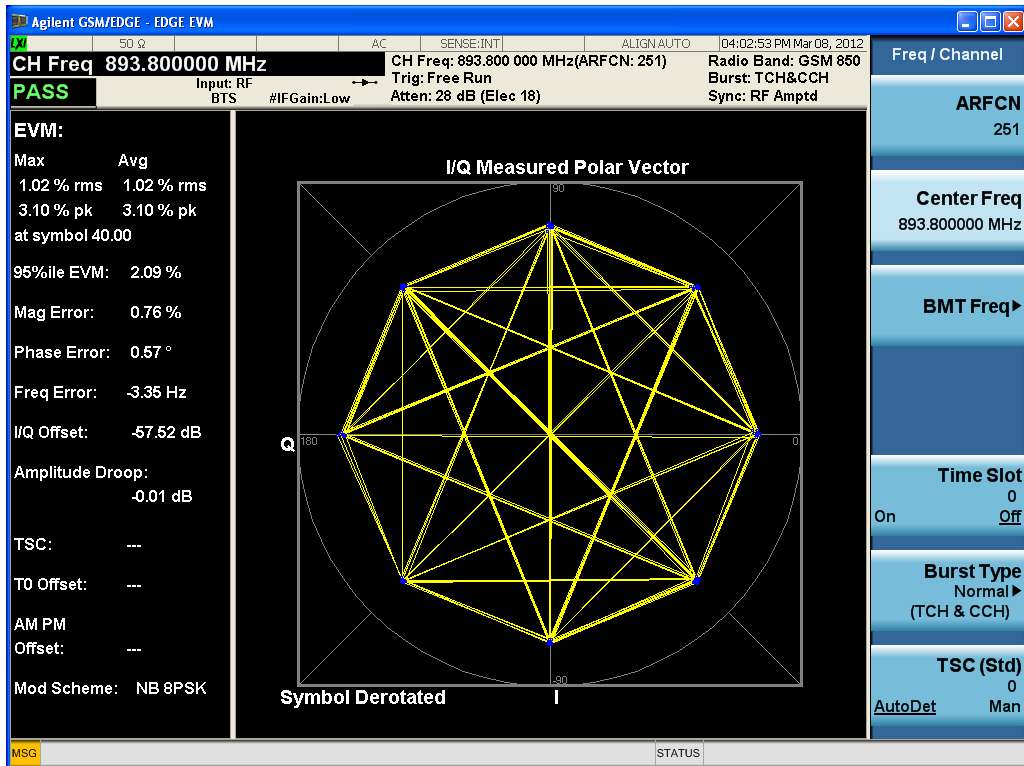 Agilent GSM/EDGE - EDGE EVM
LXI 50 Ω AC SENSE:INT ALIGN AUTO 04:02:53 PM Mar 08, 2012
CH Freq 893.800000 MHz
PASS
Input: RF
BTS #IFGain:Low
CH Freq: 893.800 000 MHz(ARFCN: 251)
Trig: Free Run
Atten: 28 dB (Elec 18)
Radio Band: GSM 850
Burst: TCH&CCH
Sync: RF Amptd
EVM:
Max Avg
1.02 % rms 1.02 % rms
3.10 % pk 3.10 % pk
at symbol 40.00
95%ile EVM: 2.09 %
Mag Error: 0.76 %
Phase Error: 0.57 °
Freq Error: -3.35 Hz
I/Q Offset: -57.52 dB
Amplitude Droop:
-0.01 dB
TSC: ---
T0 Offset: ---
AM PM
Offset: ---
Mod Scheme: NB 8PSK
I/Q Measured Polar Vector
90
Q 180 0
-90
Symbol Derotated I
Freq / Channel
ARFCN
251
Center Freq
893.800000 MHz
BMT Freq
Time Slot
0
On Off
Burst Type
Normal
(TCH & CCH)
TSC (Std)
0
AutoDet Man
MSG STATUS